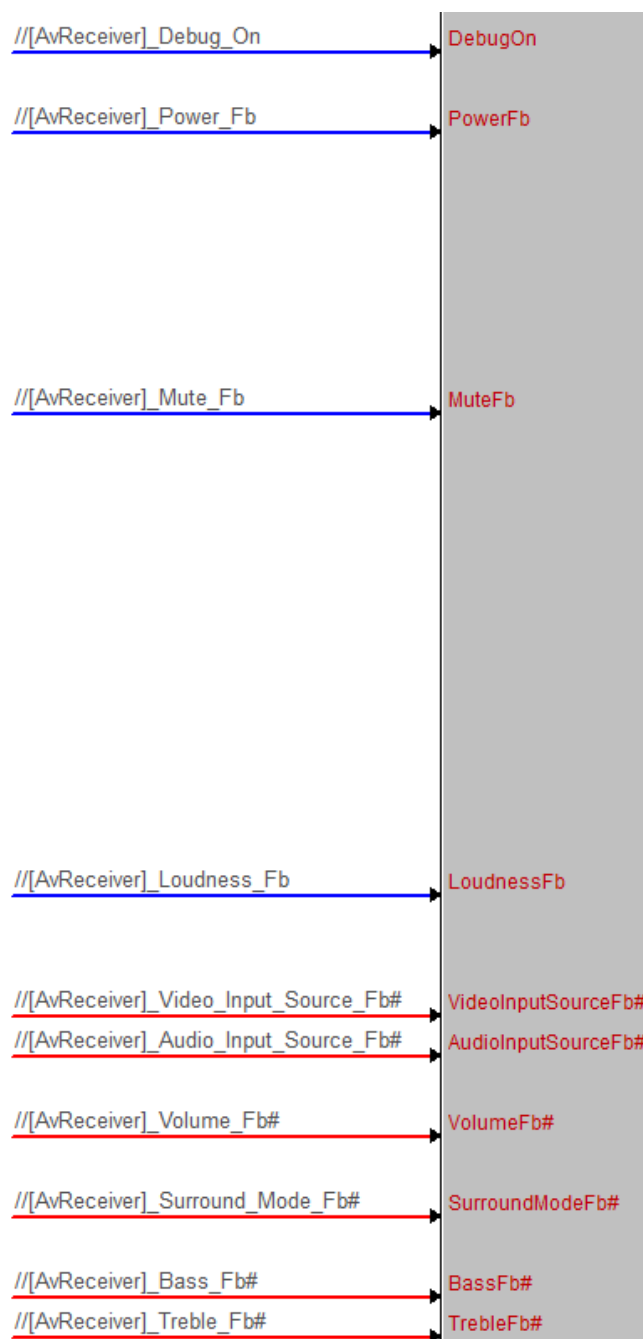 //[AvReceiver]_Debug_On DebugOn
//[AvReceiver]_Power_Fb PowerFb
//[AvReceiver]_Mute_Fb MuteFb
//[AvReceiver]_Loudness_Fb LoudnessFb
//[AvReceiver]_Video_Input_Source_Fb# VideoInputSourceFb#
//[AvReceiver]_Audio_Input_Source_Fb# AudioInputSourceFb#
//[AvReceiver]_Volume_Fb# VolumeFb#
//[AvReceiver]_Surround_Mode_Fb# SurroundModeFb#
//[AvReceiver]_Bass_Fb# BassFb#
//[AvReceiver]_Treble_Fb# TrebleFb#